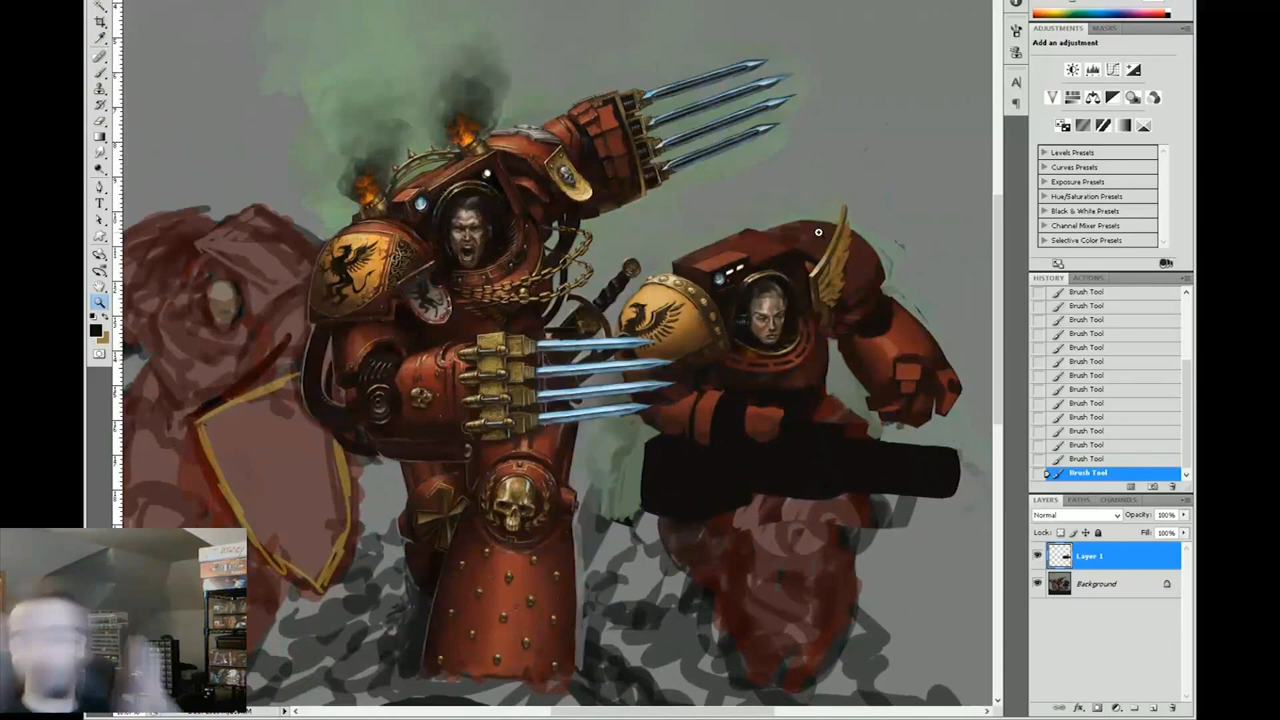 ADJUSTMENTS MASKS
Add an adjustment
Levels Presets
Curves Presets
Exposure Presets
Hue/Saturation Presets
Black & White Presets
Channel Mixer Presets
Selective Color Presets
HISTORY ACTIONS
Brush Tool
Brush Tool
Brush Tool
Brush Tool
Brush Tool
Brush Tool
Brush Tool
Brush Tool
Brush Tool
Brush Tool
Brush Tool
Brush Tool
Brush Tool
Brush Tool
LAYERS PATHS CHANNELS
Normal Opacity: 100%
Lock: Fill: 100%
Layer 1
Background